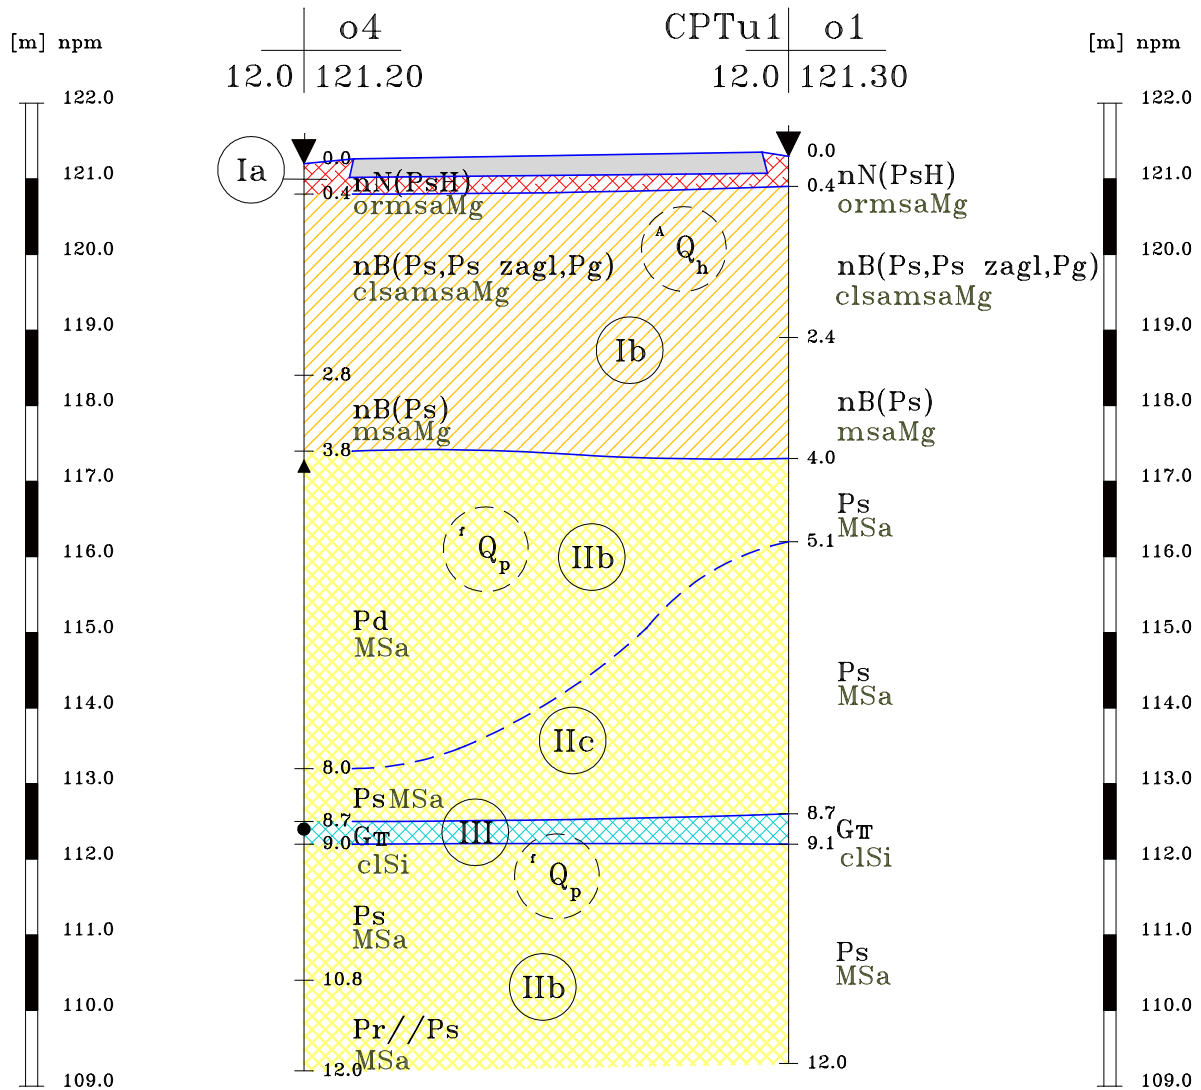 [m] npm
o4
CPTu1 o1
[m] npm
12.0 121.20
12.0 121.30
122.0
122.0
0.0
0.0
Ia
121.0
nN(PsH)
0.4
ormsaMg
0.4
nN(PsH)
ormsaMg
121.0
120.0
A Q h
120.0
nB(Ps,Ps zagl,Pg)
clsamsaMg
nB(Ps,Ps zagl,Pg)
clsamsaMg
119.0
Ib
2.4
119.0
2.8
118.0
nB(Ps)
msaMg
nB(Ps)
msaMg
118.0
3.8
4.0
117.0
117.0
Ps
MSa
116.0
f Q p
IIb
5.1
116.0
115.0
Pd
MSa
115.0
Ps
MSa
114.0
IIc
114.0
113.0
8.0
113.0
Ps MSa
8.7
8.7
III
Gπ
Gπ
9.0
9.1
clSi
clSi
112.0
112.0
f Q p
111.0
Ps
MSa
Ps
MSa
111.0
10.8
IIb
110.0
110.0
Pr//Ps
MSa
12.0
12.0
109.0
109.0